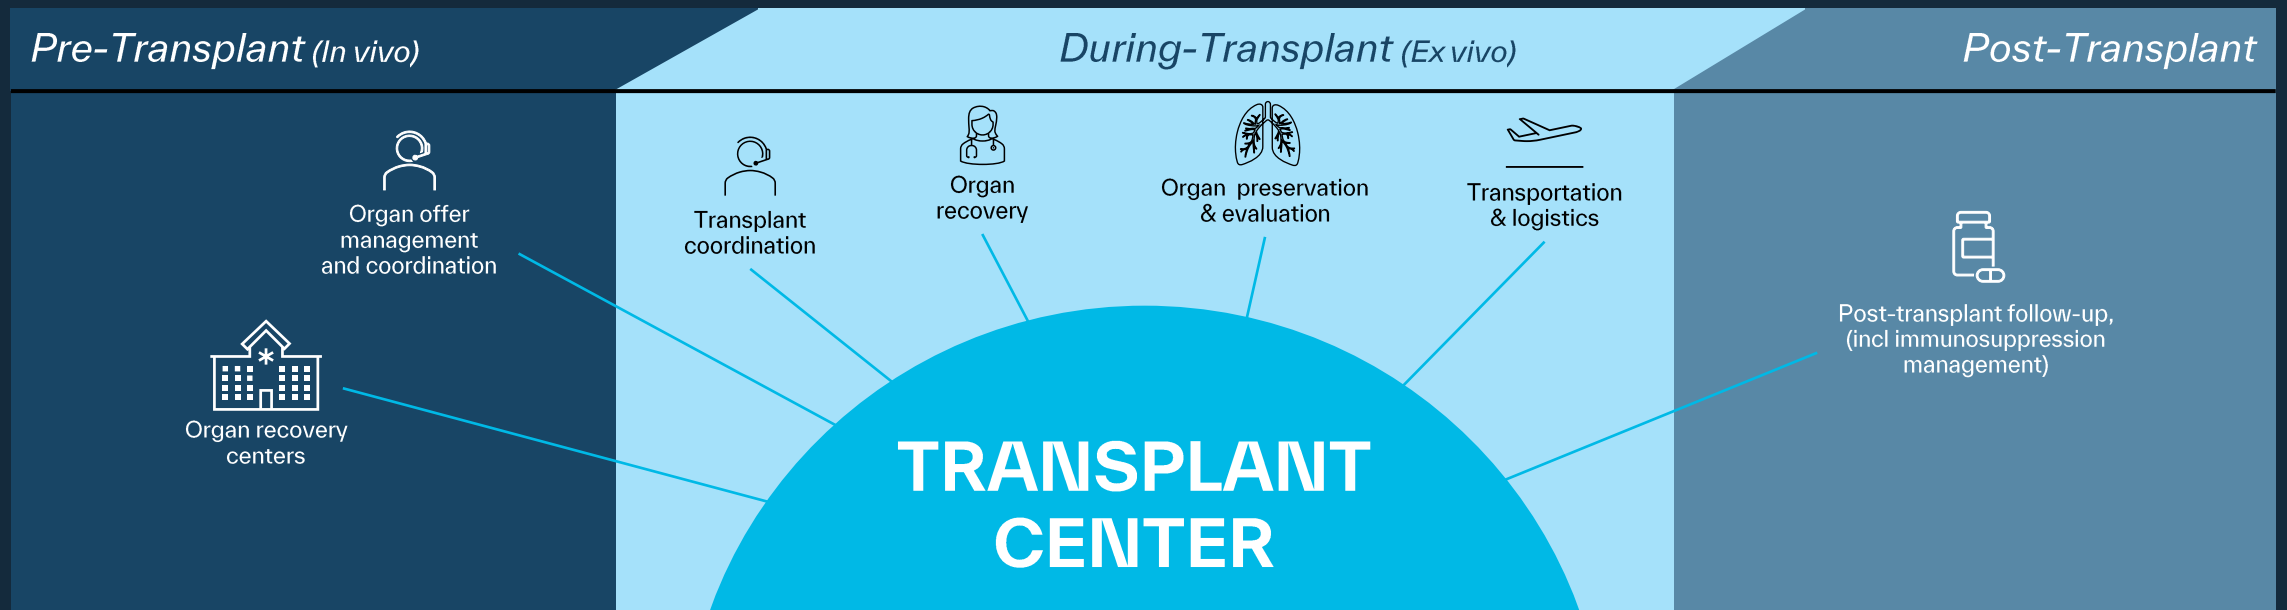 Pre-Transplant (In vivo)
During-Transplant (Ex vivo)
Post-Transplant
Organ offer
management
and coordination
Organ recovery
centers
Transplant
coordination
Organ
recovery
Organ preservation
& evaluation
Transportation
& logistics
Post-transplant follow-up,
(incl immunosuppression
management)
TRANSPLANT
CENTER